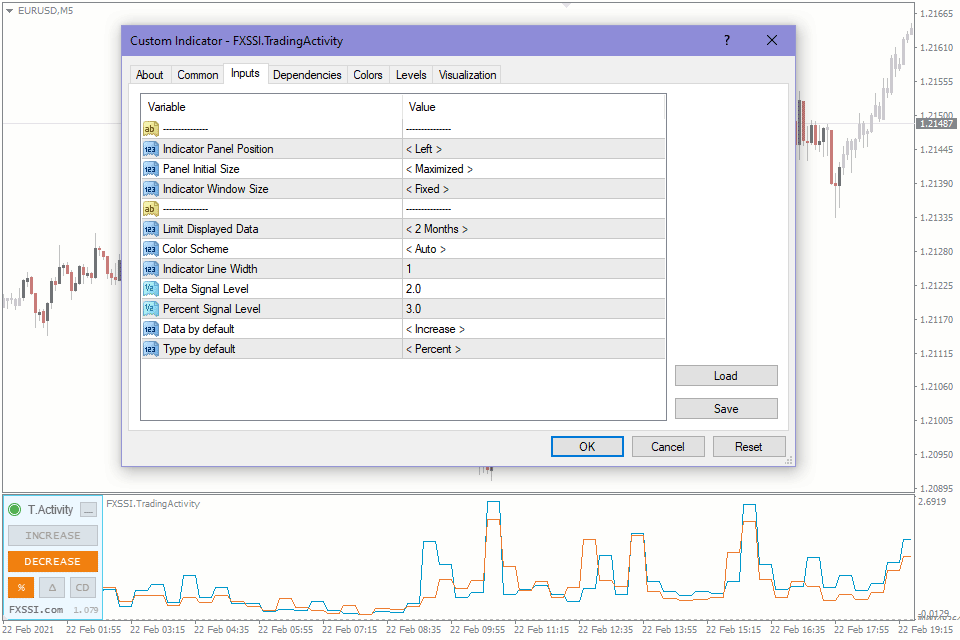 EURUSD,M5
Custom Indicator - FXSSI.TradingActivity
?
About Common Inputs Dependencies Colors Levels Visualization
Variable Value
ab --------------- ---------------
123 Indicator Panel Position < Left >
123 Panel Initial Size < Maximized >
123 Indicator Window Size < Fixed >
ab --------------- ---------------
123 Limit Displayed Data < 2 Months >
123 Color Scheme < Auto >
123 Indicator Line Width 1
V2 Delta Signal Level 2.0
V2 Percent Signal Level 3.0
123 Data by default < Increase >
123 Type by default < Percent >
Load
Save
OK Cancel Reset
1.21665
1.21610
1.21555
1.21500
1.21487
1.21445
1.21390
1.21335
1.21280
1.21225
1.21170
1.21115
1.21060
1.21005
1.20950
1.20895
T.Activity
INCREASE
DECREASE
% Δ CD
FXSSI.com 1.079
FXSSI.TradingActivity
2.6919
-0.0129
22 Feb 2021 22 Feb 01:55 22 Feb 03:15 22 Feb 04:35 22 Feb 05:55 22 Feb 07:15 22 Feb 08:35 22 Feb 09:55 22 Feb 11:15 22 Feb 12:35 22 Feb 13:55 22 Feb 15:15 22 Feb 16:35 22 Feb 17:55 22 Feb 19:15